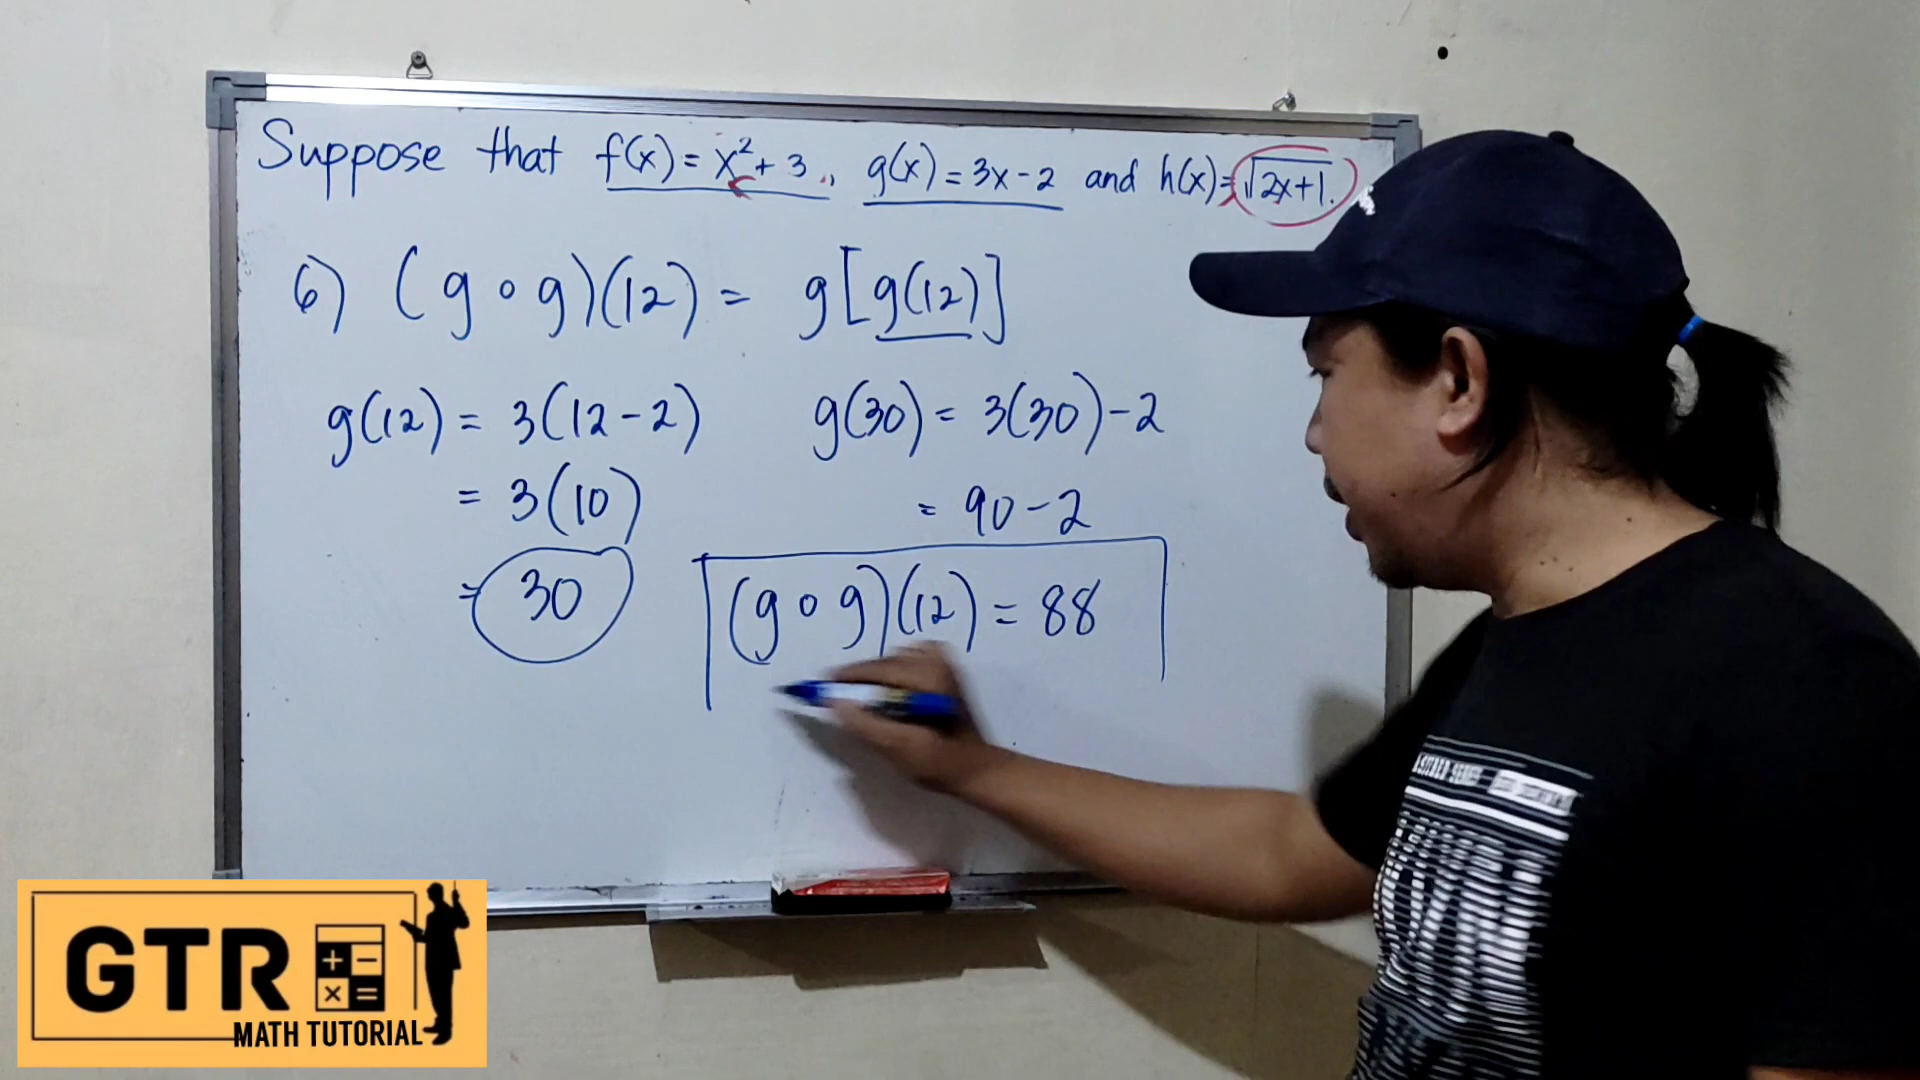 Suppose that f(x) = x² + 3, g(x) = 3x - 2 and h(x) = √2x+1.
6) (g ∘ g)(12) = g[g(12)]
g(12) = 3(12 - 2)
= 3(10)
= 30
g(30) = 3(30) - 2
= 90 - 2
(g ∘ g)(12) = 88
GTR
+ -
× =
MATH TUTORIAL